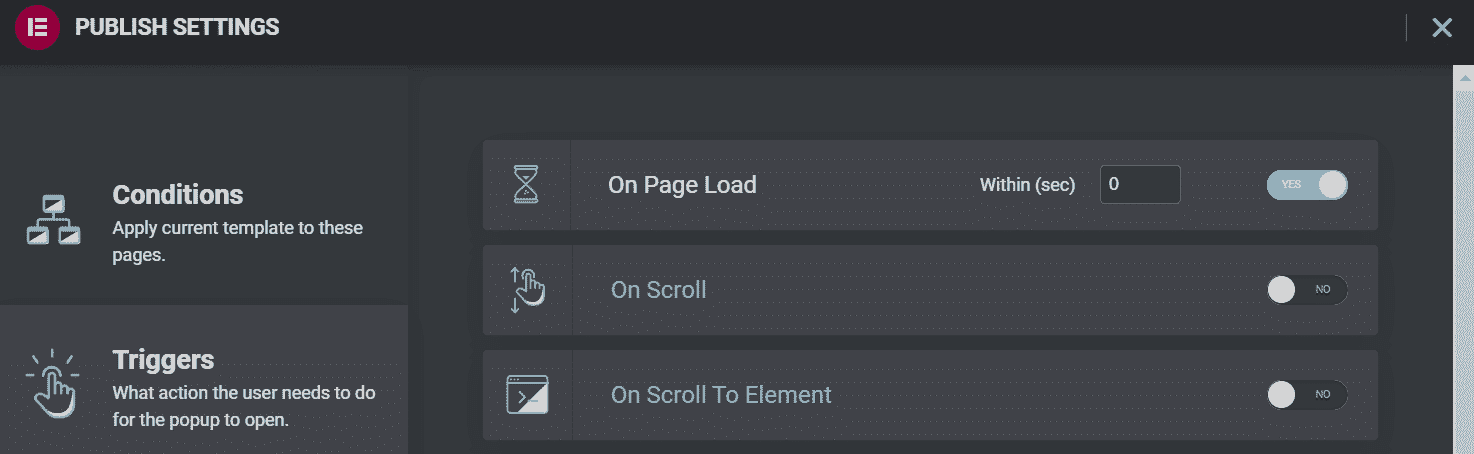 PUBLISH SETTINGS
Conditions
Apply current template to these
pages.
Triggers
What action the user needs to do
for the popup to open.
On Page Load
Within (sec)
0
YES
On Scroll
NO
On Scroll To Element
NO